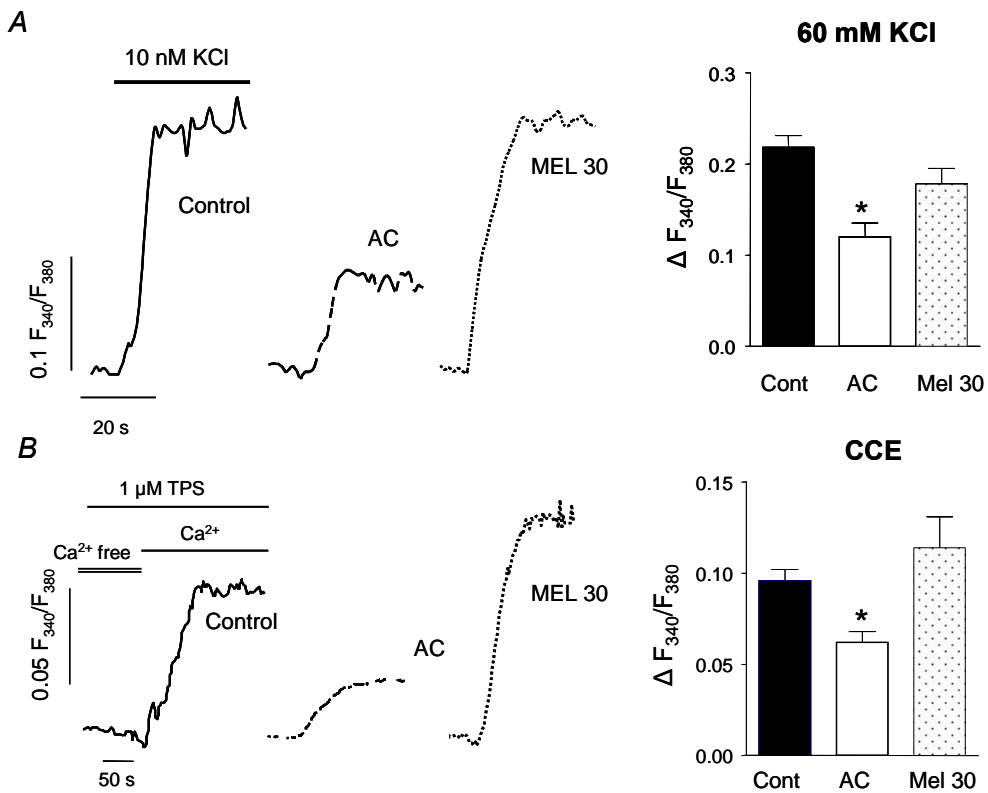 A
10 nM KCl
Control
AC
MEL 30
0.1 F340/F380
20 s
60 mM KCl
Δ F340/F380
0.3
0.2
0.1
0.0
*
Cont AC Mel 30
B
1 µM TPS
Ca2+
Ca2+ free
Control
AC
MEL 30
0.05 F340/F380
50 s
CCE
Δ F340/F380
0.15
0.10
0.05
0.00
*
Cont AC Mel 30